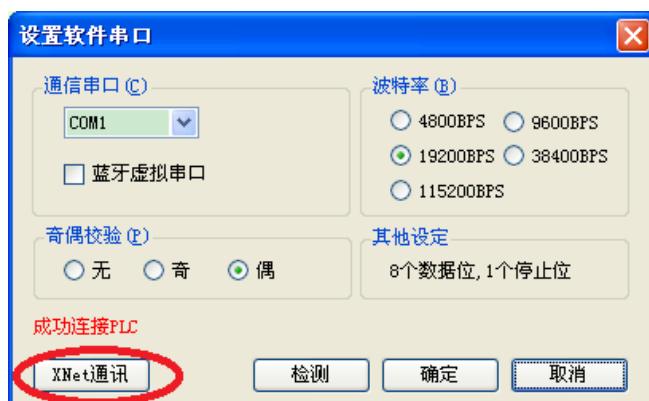 设置软件串口
通信串口(C)
COM1
蓝牙虚拟串口
波特率(B)
4800BPS 9600BPS
19200BPS 38400BPS
115200BPS
奇偶校验(P)
无 奇 偶
其他设定
8个数据位,1个停止位
成功连接PLC
XNet通讯 检测 确定 取消